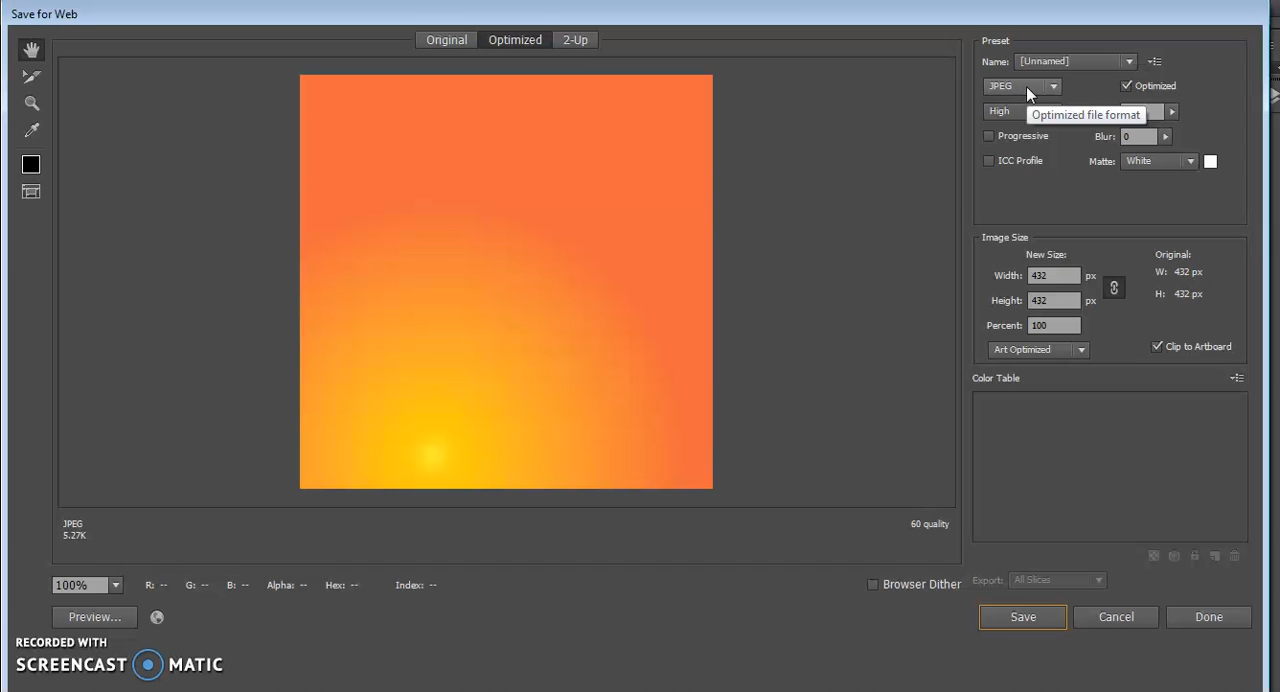 Save for Web
Original Optimized 2-Up
Preset
Name: [Unnamed]
JPEG Optimized
High Optimized file format
Progressive Blur: 0
ICC Profile Matte: White
Image Size
New Size: Original:
Width: 432 px W: 432 px
Height: 432 px H: 432 px
Percent: 100
Art Optimized Clip to Artboard
Color Table
JPEG 60 quality
5.27K
100% R: -- G: -- B: -- Alpha: -- Hex: -- Index: -- Browser Dither Export: All Slices
Preview... Save Cancel Done
RECORDED WITH
SCREENCAST MATIC